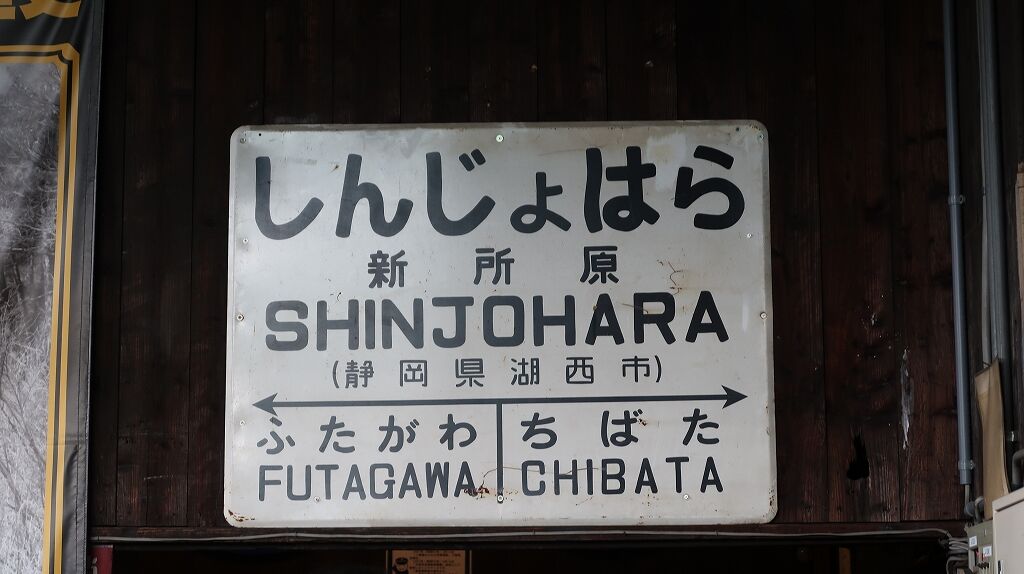 しんじょはら
新所原
SHINJOHARA
(静岡県湖西市)
ふたがわ ちばた
FUTAGAWA CHIBATA